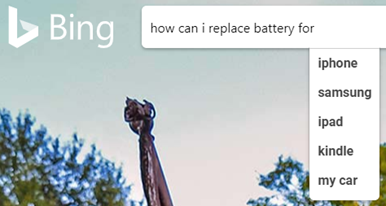 Bing
how can i replace battery for
iphone
samsung
ipad
kindle
my car